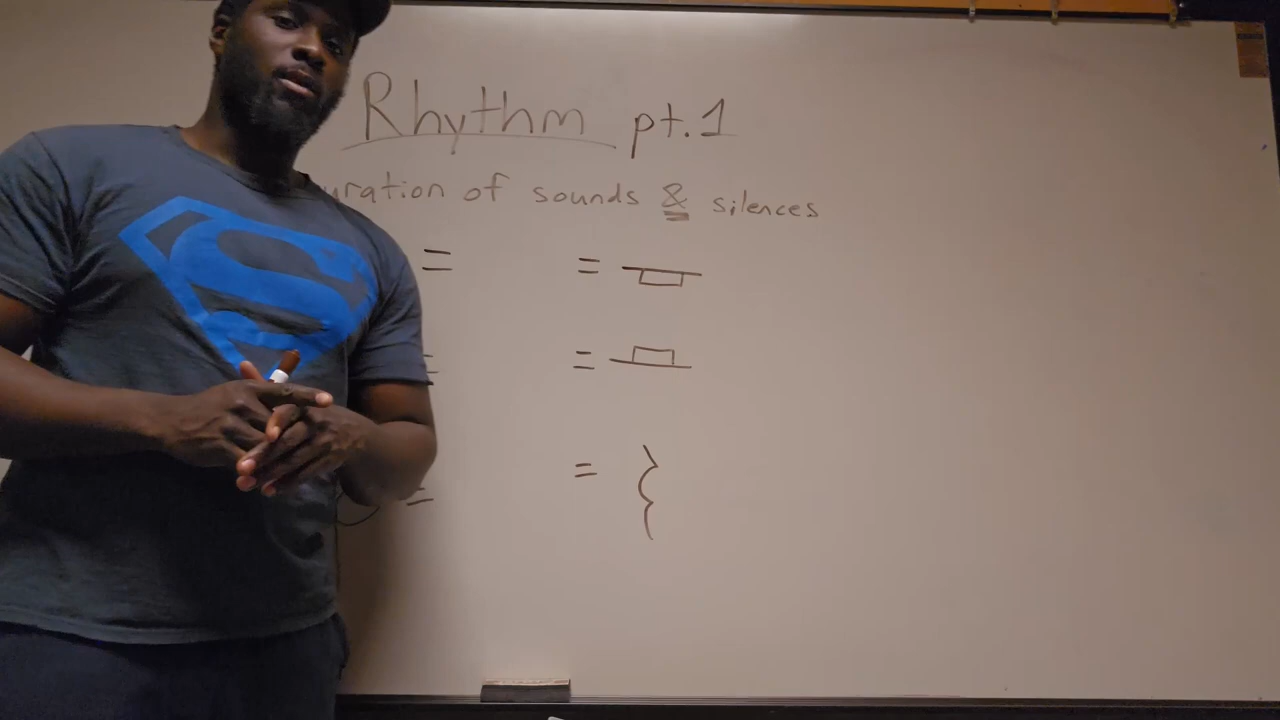 Rhythm pt.1
uration of sounds & silences
= =
= =
= =